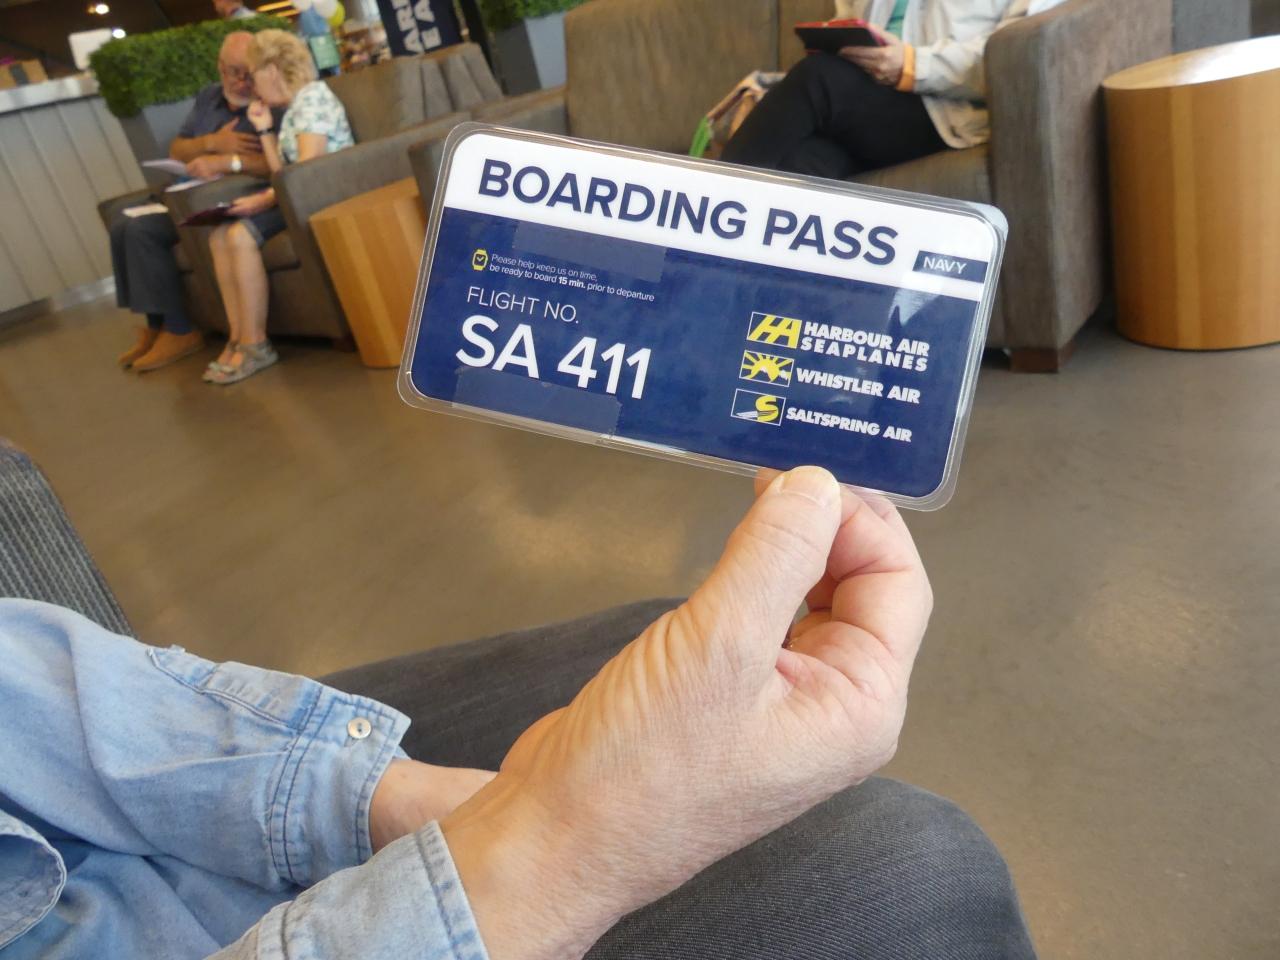 BOARDING PASS
NAVY
Please help keep us on time,
be ready to board 15 min. prior to departure
FLIGHT NO.
SA 411
HARBOUR AIR
SEAPLANES
WHISTLER AIR
SALTSPRING AIR